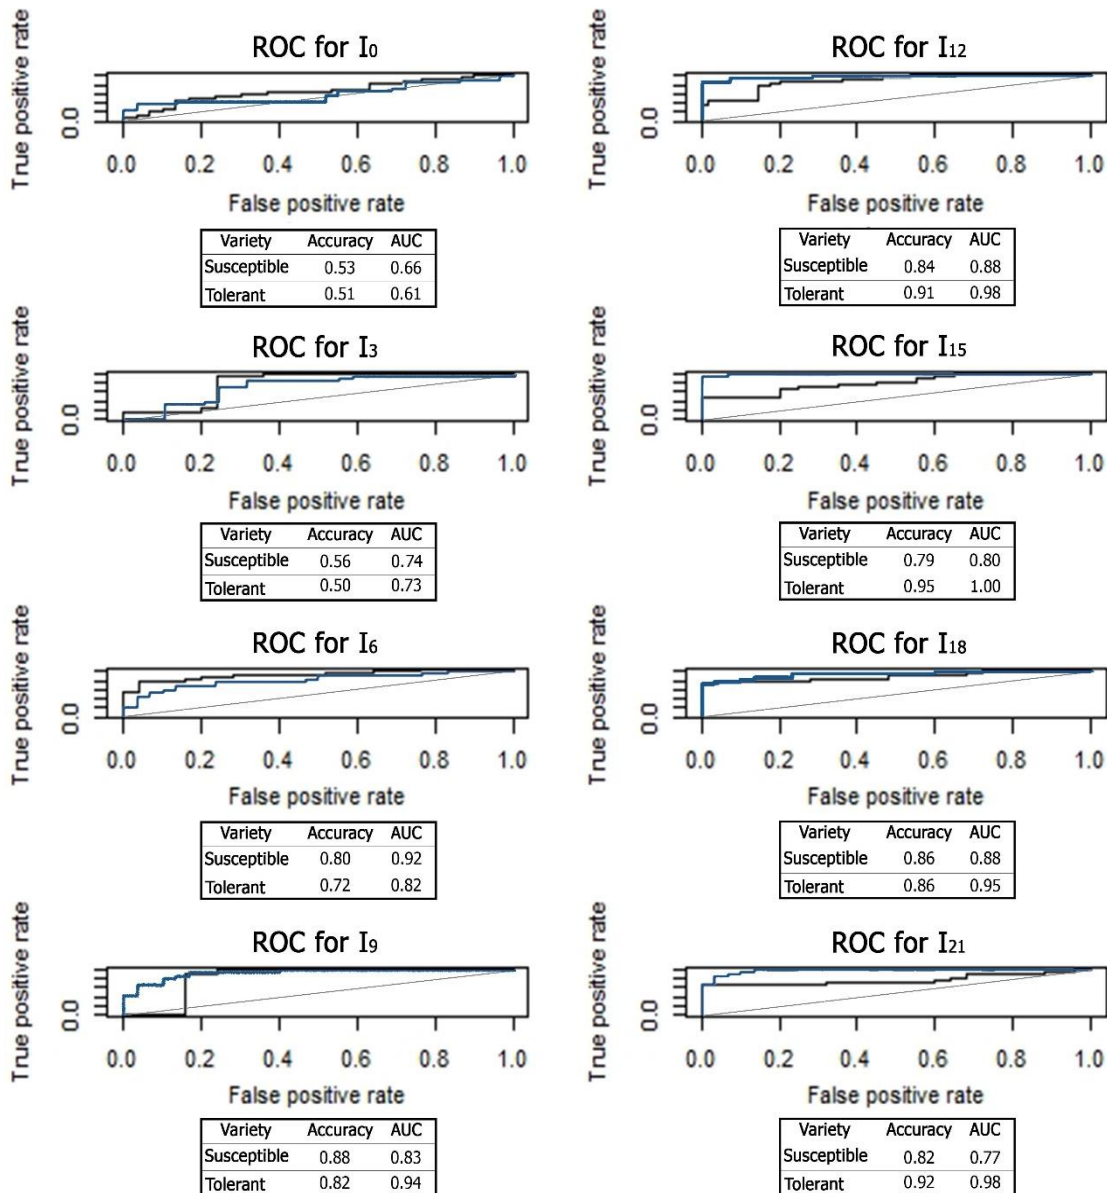 ROC for I0
True positive rate
0.0
0.0 0.2 0.4 0.6 0.8 1.0
False positive rate
Variety Accuracy AUC
Susceptible 0.53 0.66
Tolerant 0.51 0.61
ROC for I3
True positive rate
0.0
0.0 0.2 0.4 0.6 0.8 1.0
False positive rate
Variety Accuracy AUC
Susceptible 0.56 0.74
Tolerant 0.50 0.73
ROC for I6
True positive rate
0.0
0.0 0.2 0.4 0.6 0.8 1.0
False positive rate
Variety Accuracy AUC
Susceptible 0.80 0.92
Tolerant 0.72 0.82
ROC for I9
True positive rate
0.0
0.0 0.2 0.4 0.6 0.8 1.0
False positive rate
Variety Accuracy AUC
Susceptible 0.88 0.83
Tolerant 0.82 0.94
ROC for I12
True positive rate
0.0
0.0 0.2 0.4 0.6 0.8 1.0
False positive rate
Variety Accuracy AUC
Susceptible 0.84 0.88
Tolerant 0.91 0.98
ROC for I15
True positive rate
0.0
0.0 0.2 0.4 0.6 0.8 1.0
False positive rate
Variety Accuracy AUC
Susceptible 0.79 0.80
Tolerant 0.95 1.00
ROC for I18
True positive rate
0.0
0.0 0.2 0.4 0.6 0.8 1.0
False positive rate
Variety Accuracy AUC
Susceptible 0.86 0.88
Tolerant 0.86 0.95
ROC for I21
True positive rate
0.0
0.0 0.2 0.4 0.6 0.8 1.0
False positive rate
Variety Accuracy AUC
Susceptible 0.82 0.77
Tolerant 0.92 0.98